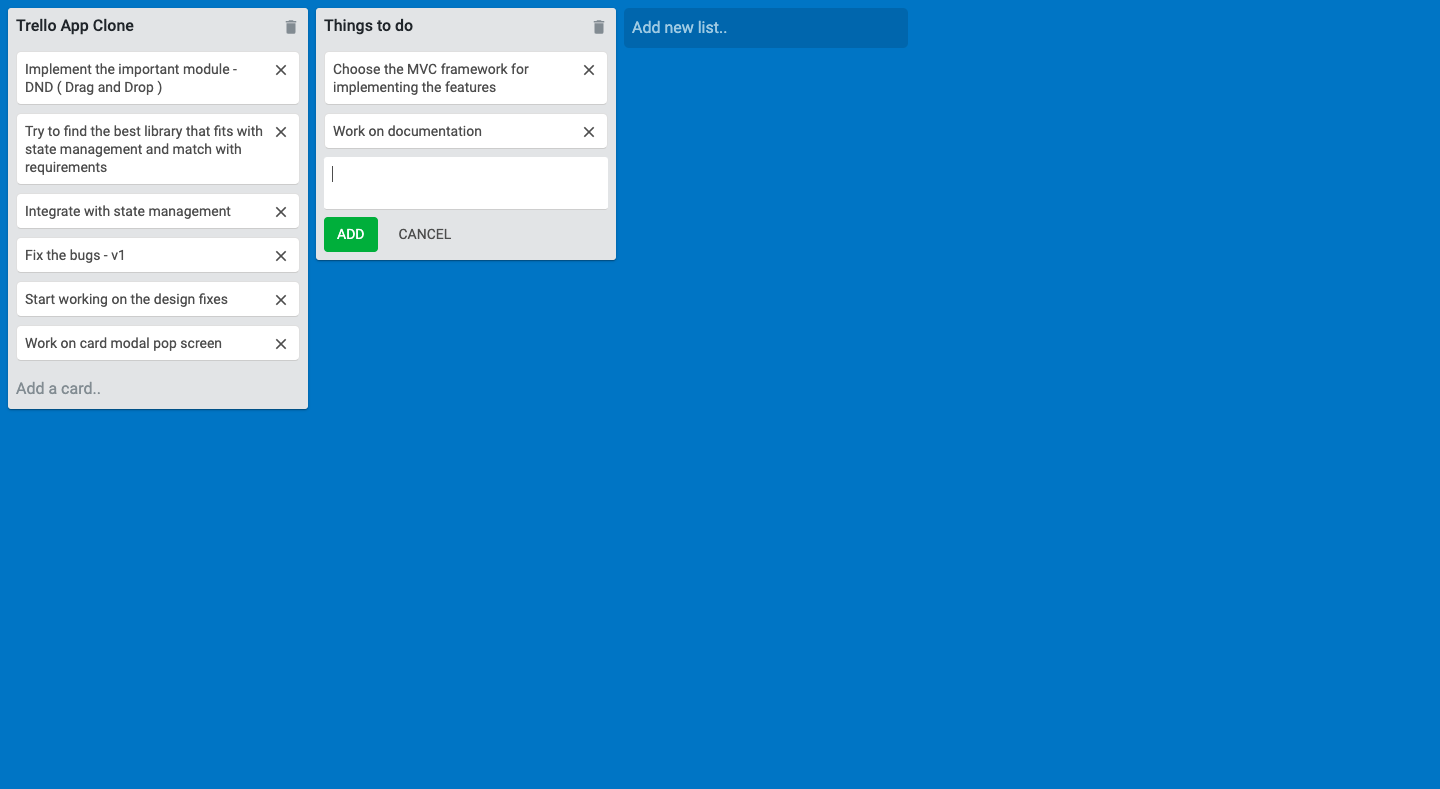 Trello App Clone
Implement the important module -
DND ( Drag and Drop )
Try to find the best library that fits with
state management and match with
requirements
Integrate with state management
Fix the bugs - v1
Start working on the design fixes
Work on card modal pop screen
Add a card..
Things to do
Choose the MVC framework for
implementing the features
Work on documentation
ADD
CANCEL
Add new list..